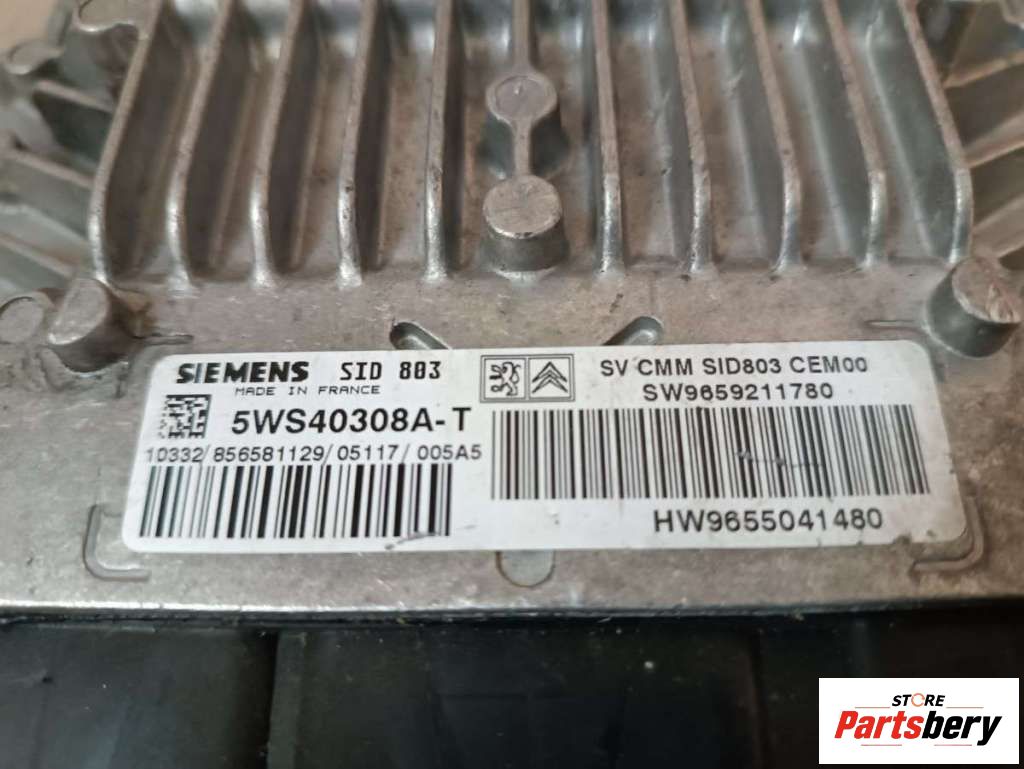 SIEMENS SID 803
MADE IN FRANCE
5WS40308A-T
10332/856581129/05117/005A5
SV CMM SID803 CEM00
SW9659211780
HW9655041480
STORE
Partsbery